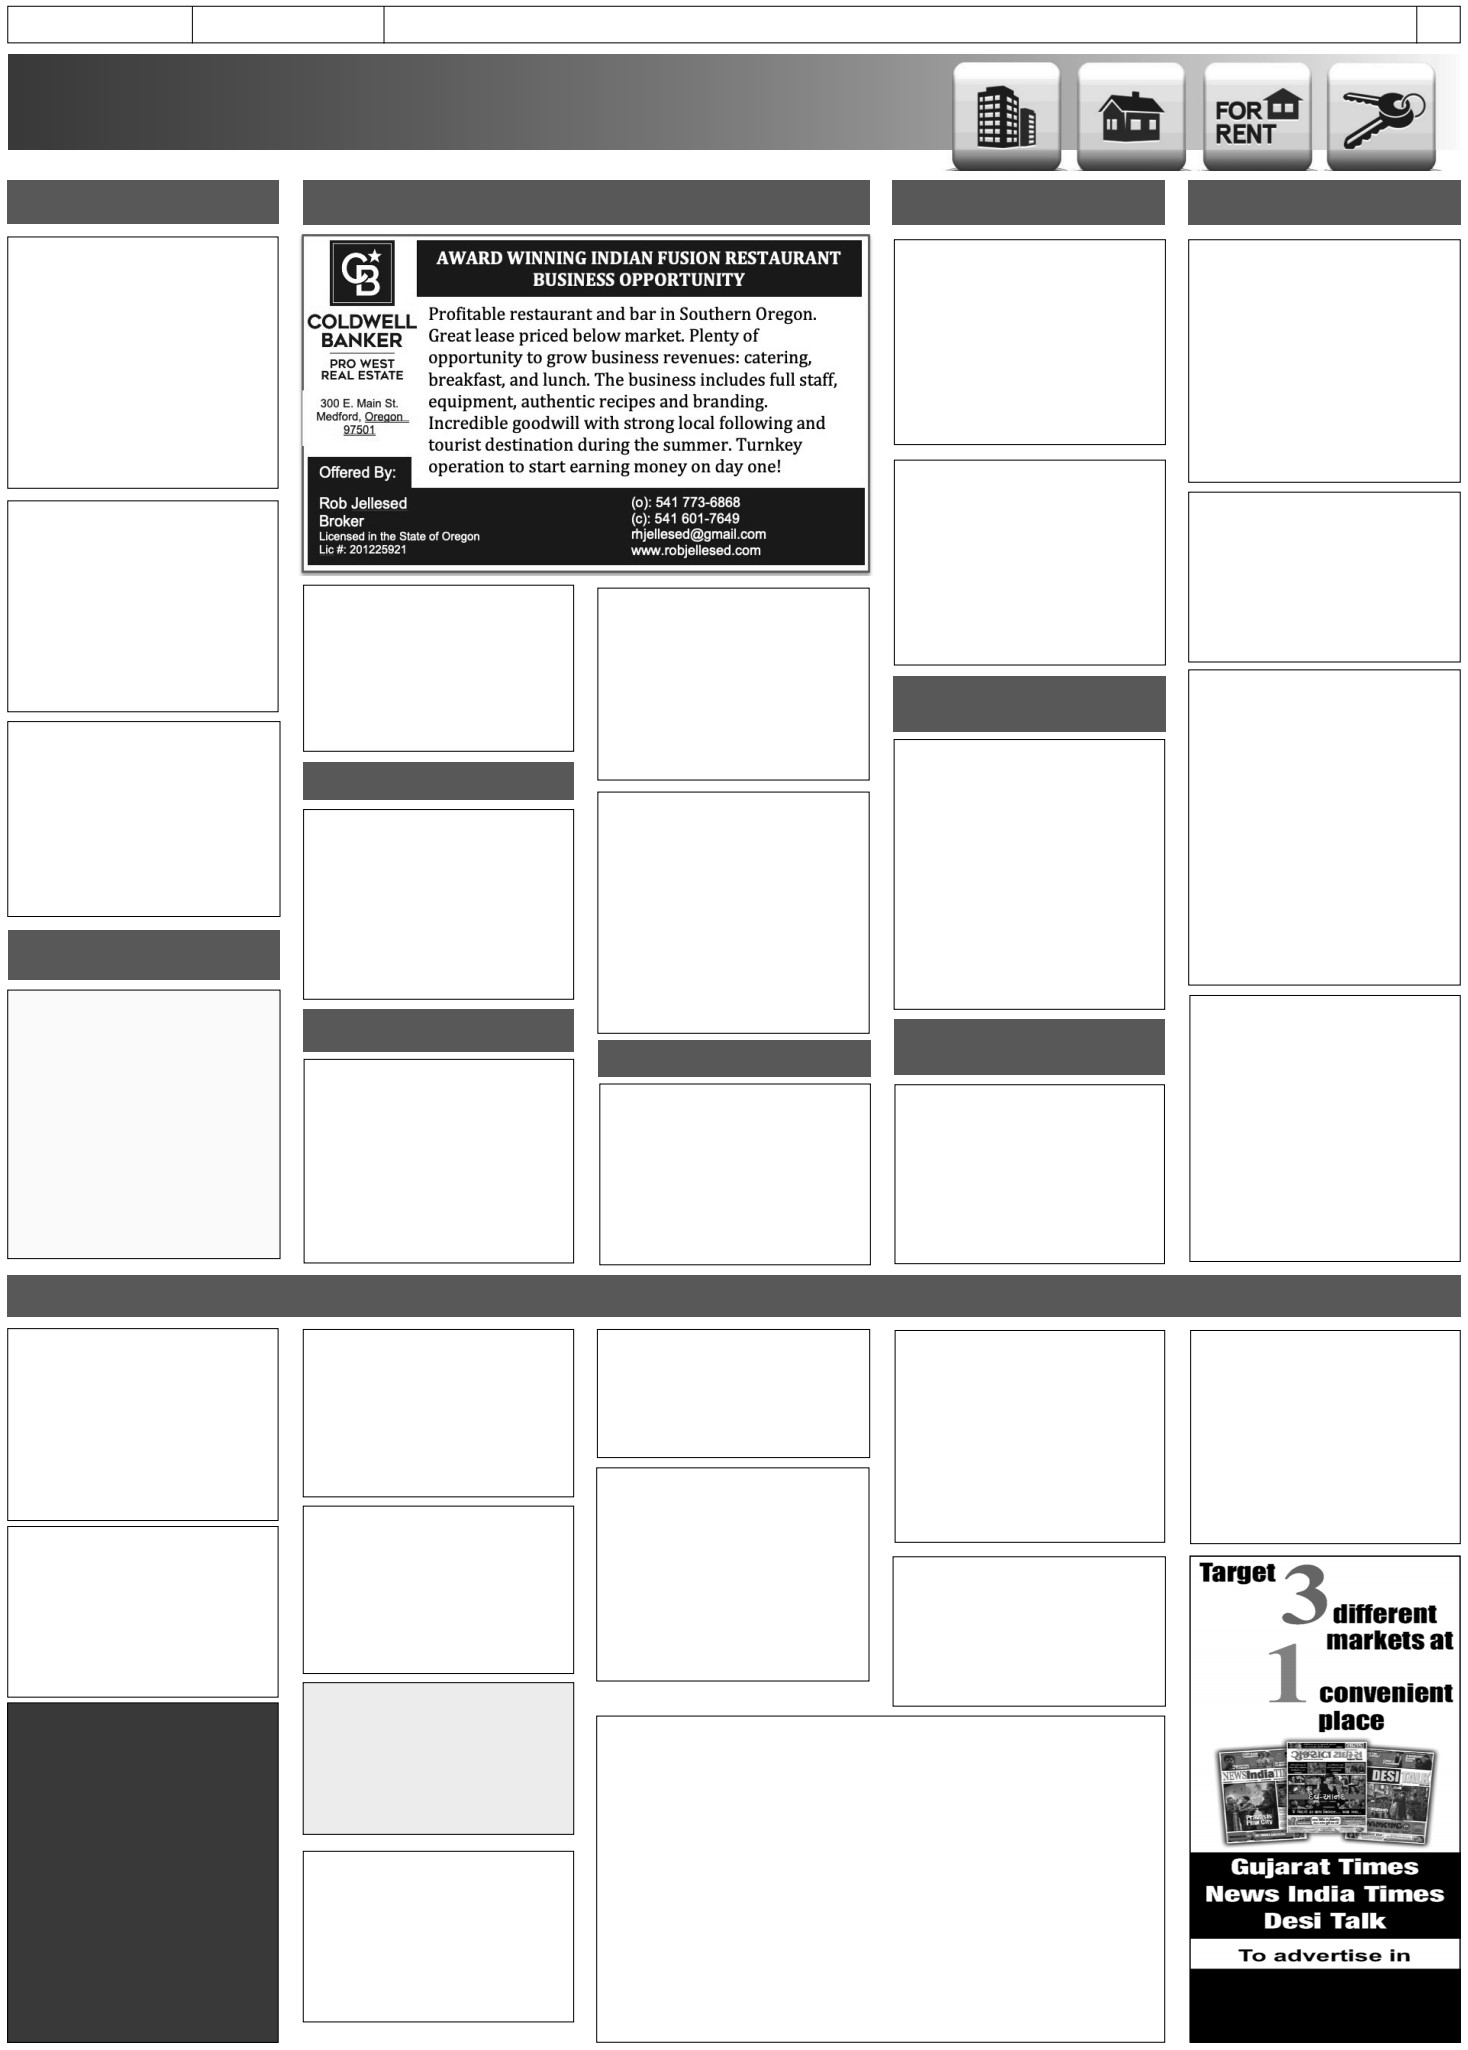 FOR
RENT
CB
COLDWELL
BANKER
PRO WEST
REAL ESTATE
300 E. Main St.
Medford, Oregon
97501
AWARD WINNING INDIAN FUSION RESTAURANT
BUSINESS OPPORTUNITY
Profitable restaurant and bar in Southern Oregon.
Great lease priced below market. Plenty of
opportunity to grow business revenues: catering,
breakfast, and lunch. The business includes full staff,
equipment, authentic recipes and branding.
Incredible goodwill with strong local following and
tourist destination during the summer. Turnkey
operation to start earning money on day one!
Offered By:
Rob Jellesed
Broker
Licensed in the State of Oregon
Lic #: 201225921
(o): 541 773-6868
(c): 541 601-7649
rhjellesed@gmail.com
www.robjellesed.com
Target 3
different
markets at
1
convenient
place
NEWSIndia
DESI
Gujarat Times
News India Times
Desi Talk
To advertise in